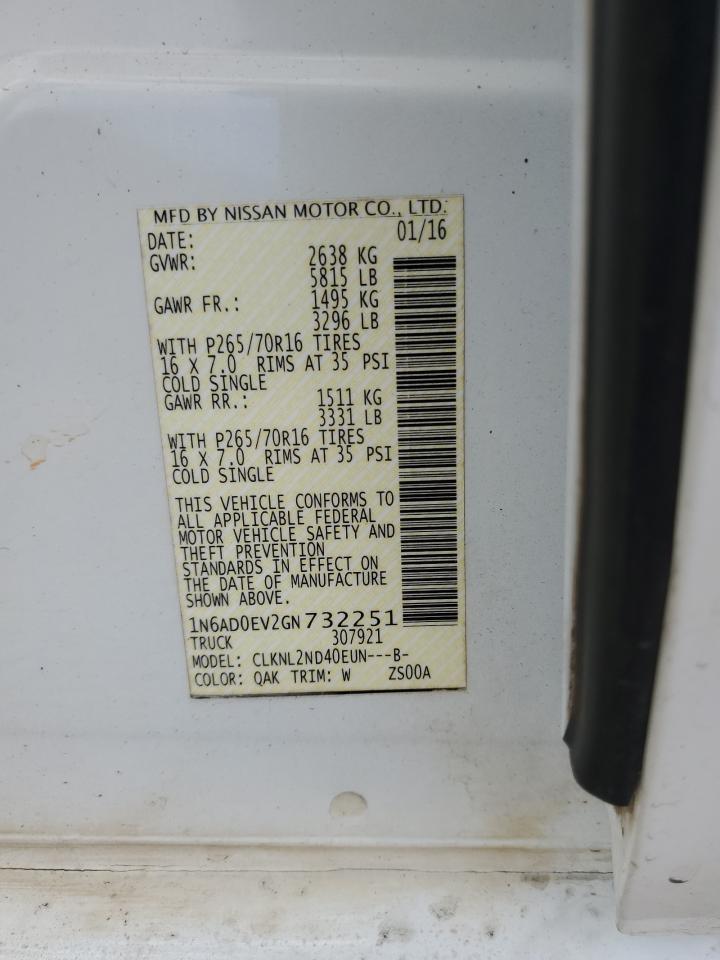 MFD BY NISSAN MOTOR CO., LTD.
DATE: 01/16
GVWR: 2638 KG
5815 LB
GAWR FR.: 1495 KG
3296 LB
WITH P265/70R16 TIRES
16 X 7.0 RIMS AT 35 PSI
COLD SINGLE
GAWR RR.: 1511 KG
3331 LB
WITH P265/70R16 TIRES
16 X 7.0 RIMS AT 35 PSI
COLD SINGLE
THIS VEHICLE CONFORMS TO
ALL APPLICABLE FEDERAL
MOTOR VEHICLE SAFETY AND
THEFT PREVENTION
STANDARDS IN EFFECT ON
THE DATE OF MANUFACTURE
SHOWN ABOVE.
1N6AD0EV2GN732251
TRUCK 307921
MODEL: CLKNL2ND40EUN---B-
COLOR: QAK TRIM: W ZS00A